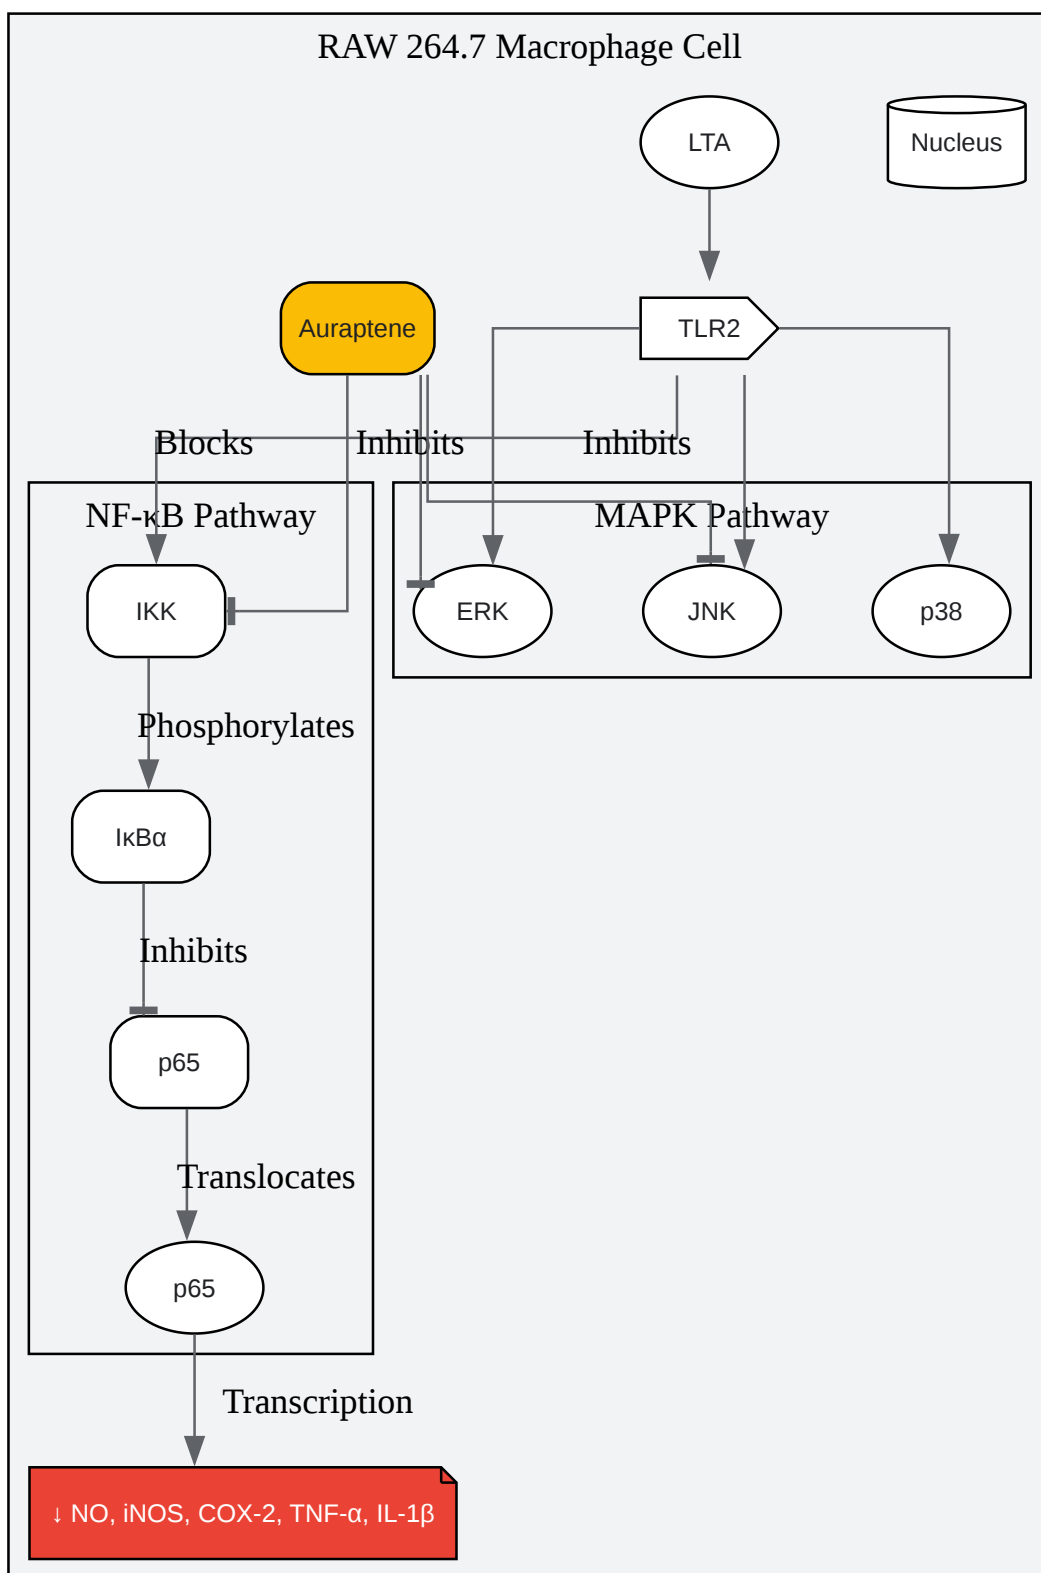 RAW 264.7 Macrophage Cell
LTA
Nucleus
Auraptene
TLR2
Blocks
Inhibits
Inhibits
NF-κB Pathway
MAPK Pathway
IKK
ERK
JNK
p38
Phosphorylates
IκBα
Inhibits
p65
Translocates
p65
Transcription
↓ NO, iNOS, COX-2, TNF-α, IL-1β